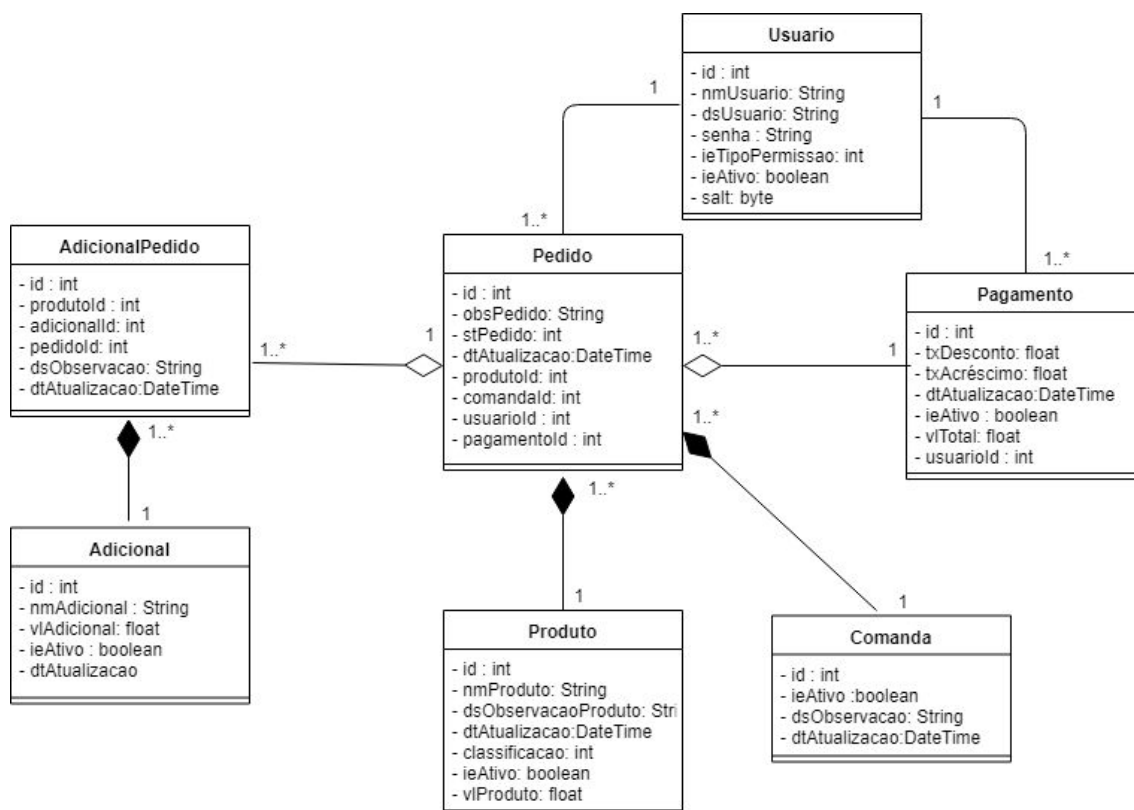 Usuario
- id : int
- nmUsuario: String
- dsUsuario: String
- senha : String
- ieTipoPermissao: int
- ieAtivo: boolean
- salt: byte
1
1
1..*
1..*
AdicionalPedido
- id : int
- produtoId : int
- adicionalId: int
- pedidoId: int
- dsObservacao: String
- dtAtualizacao:DateTime
1..*
1
Pedido
- id : int
- obsPedido: String
- stPedido: int
- dtAtualizacao:DateTime
- produtoId: int
- comandaId: int
- usuarioId : int
- pagamentoId : int
1..*
1
Pagamento
- id : int
- txDesconto: float
- txAcréscimo: float
- dtAtualizacao:DateTime
- ieAtivo : boolean
- vlTotal: float
- usuarioId : int
1..*
1..*
1..*
1
1
1
Adicional
- id : int
- nmAdicional : String
- vlAdicional: float
- ieAtivo : boolean
- dtAtualizacao
Produto
- id : int
- nmProduto: String
- dsObservacaoProduto: Stri
- dtAtualizacao:DateTime
- classificacao: int
- ieAtivo: boolean
- vlProduto: float
Comanda
- id : int
- ieAtivo :boolean
- dsObservacao: String
- dtAtualizacao:DateTime